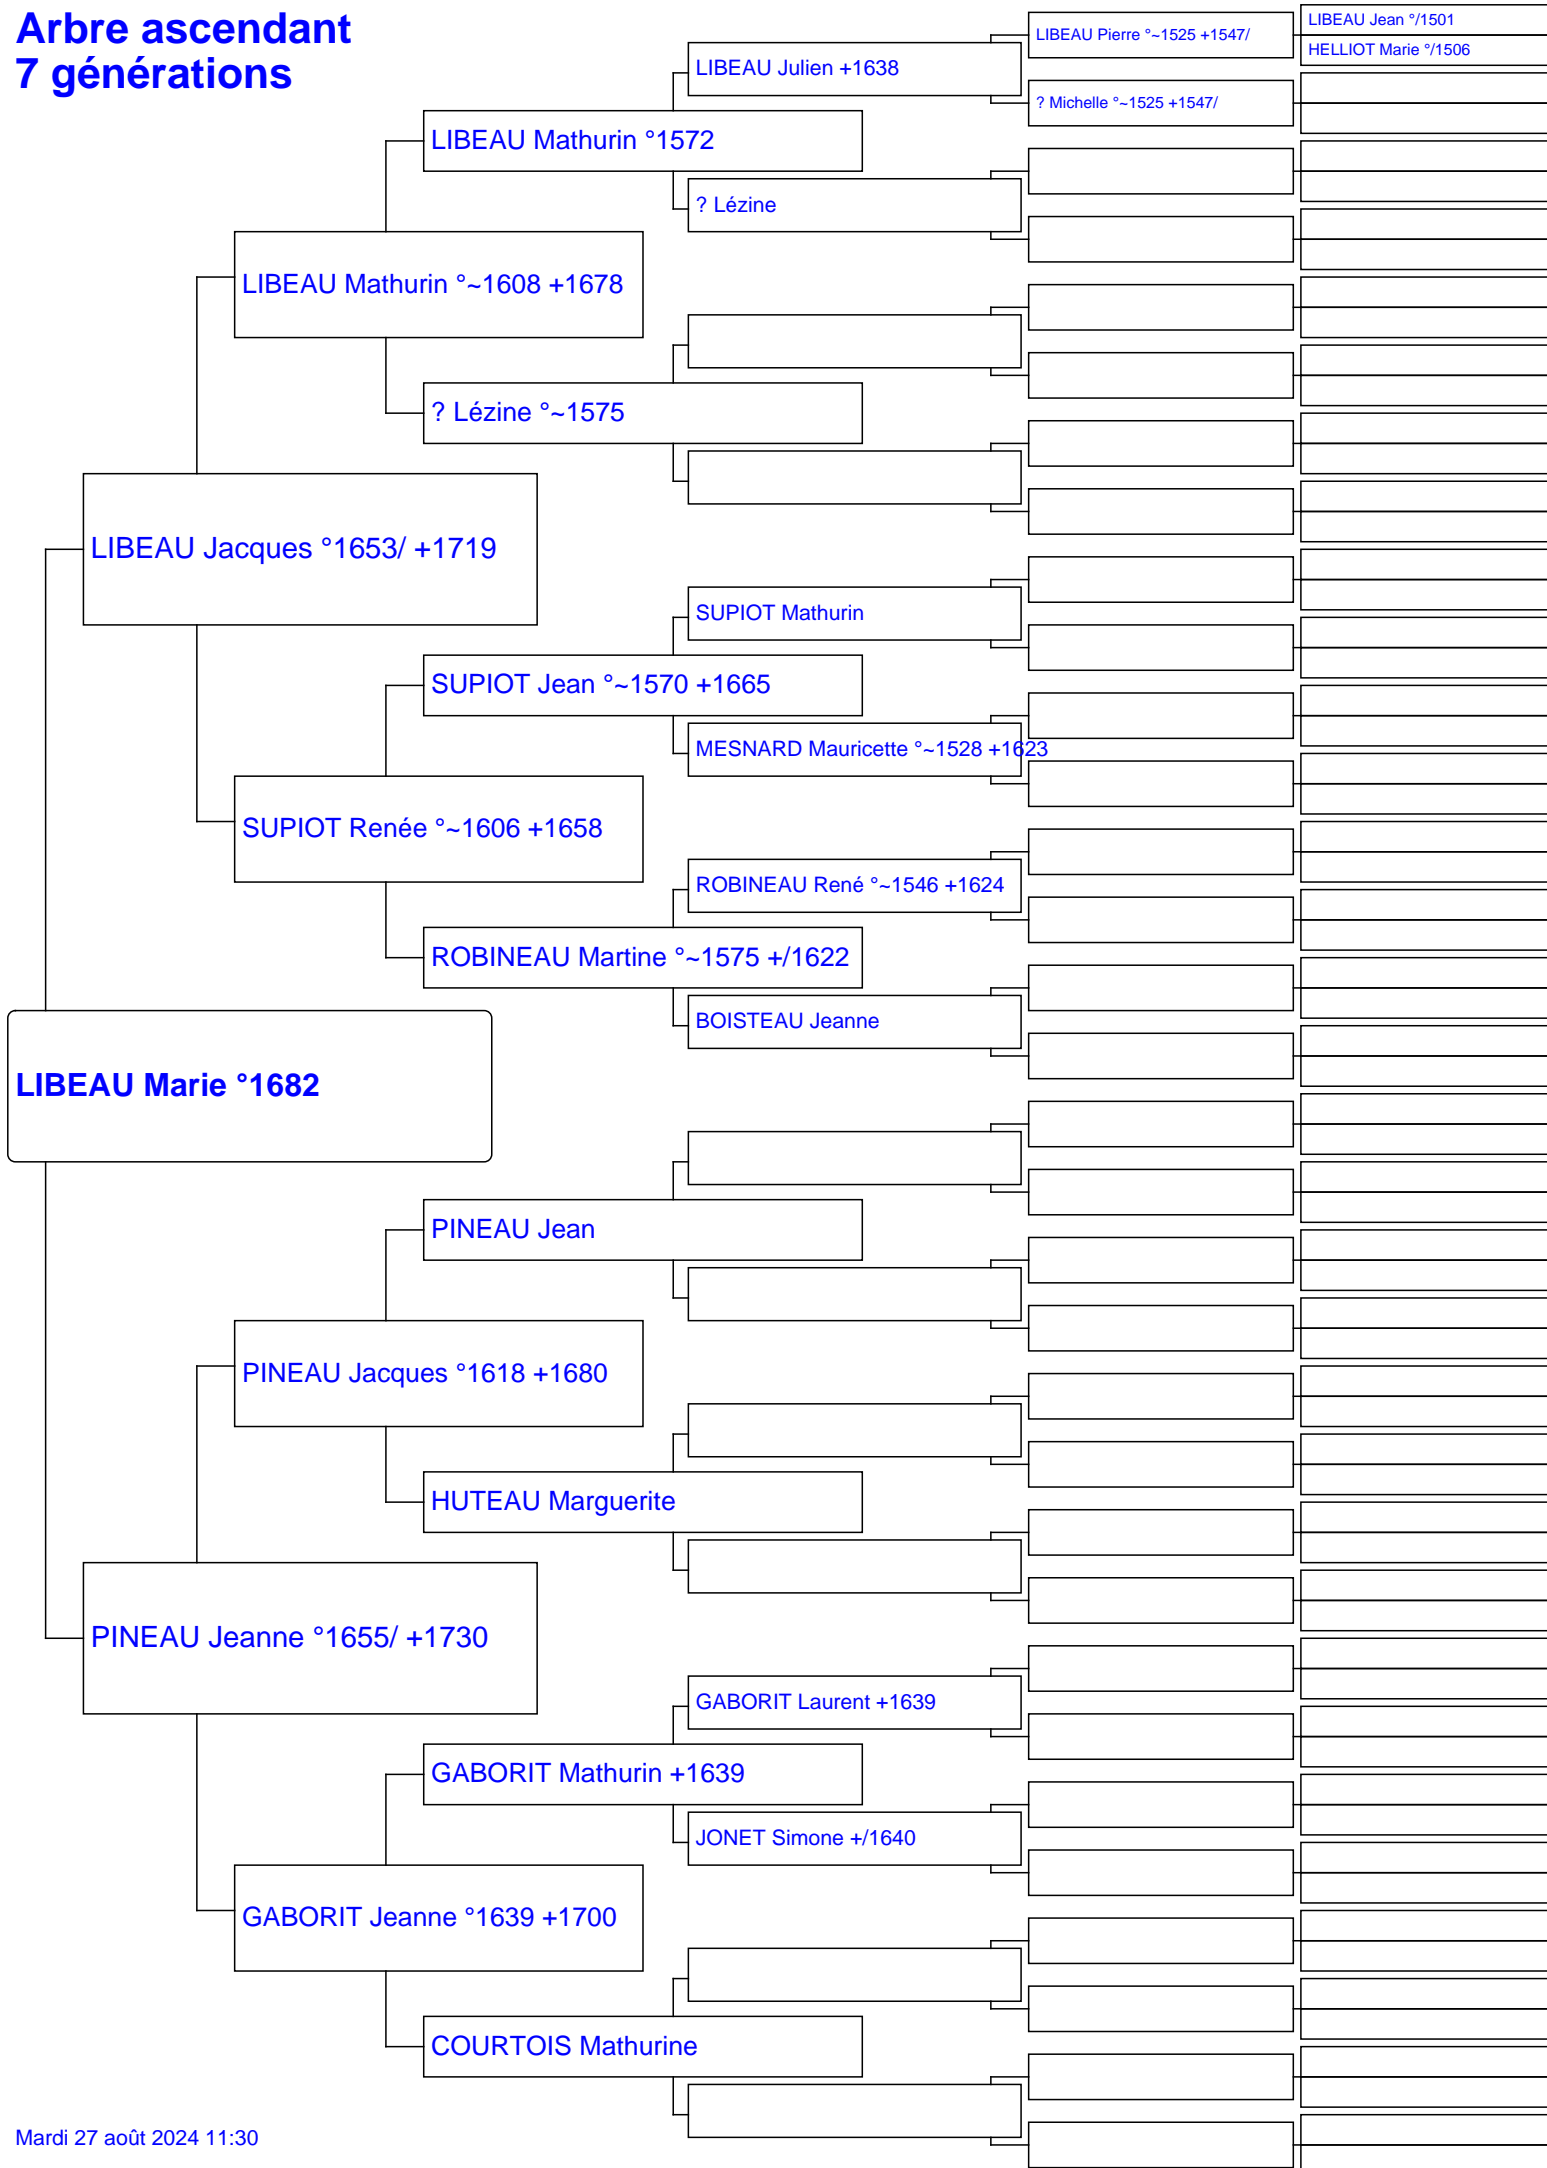 Arbre ascendant
7 générations
LIBEAU Jean °/1501
LIBEAU Pierre °~1525 +1547/
HELLIOT Marie °/1506
LIBEAU Julien +1638
? Michelle °~1525 +1547/
LIBEAU Mathurin °1572
? Lézine
LIBEAU Mathurin °~1608 +1678
? Lézine °~1575
LIBEAU Jacques °1653/ +1719
SUPIOT Mathurin
SUPIOT Jean °~1570 +1665
MESNARD Mauricette °~1528 +1623
SUPIOT Renée °~1606 +1658
ROBINEAU René °~1546 +1624
ROBINEAU Martine °~1575 +/1622
BOISTEAU Jeanne
LIBEAU Marie °1682
PINEAU Jean
PINEAU Jacques °1618 +1680
HUTEAU Marguerite
PINEAU Jeanne °1655/ +1730
GABORIT Laurent +1639
GABORIT Mathurin +1639
JONET Simone +/1640
GABORIT Jeanne °1639 +1700
COURTOIS Mathurine
Mardi 27 août 2024 11:30